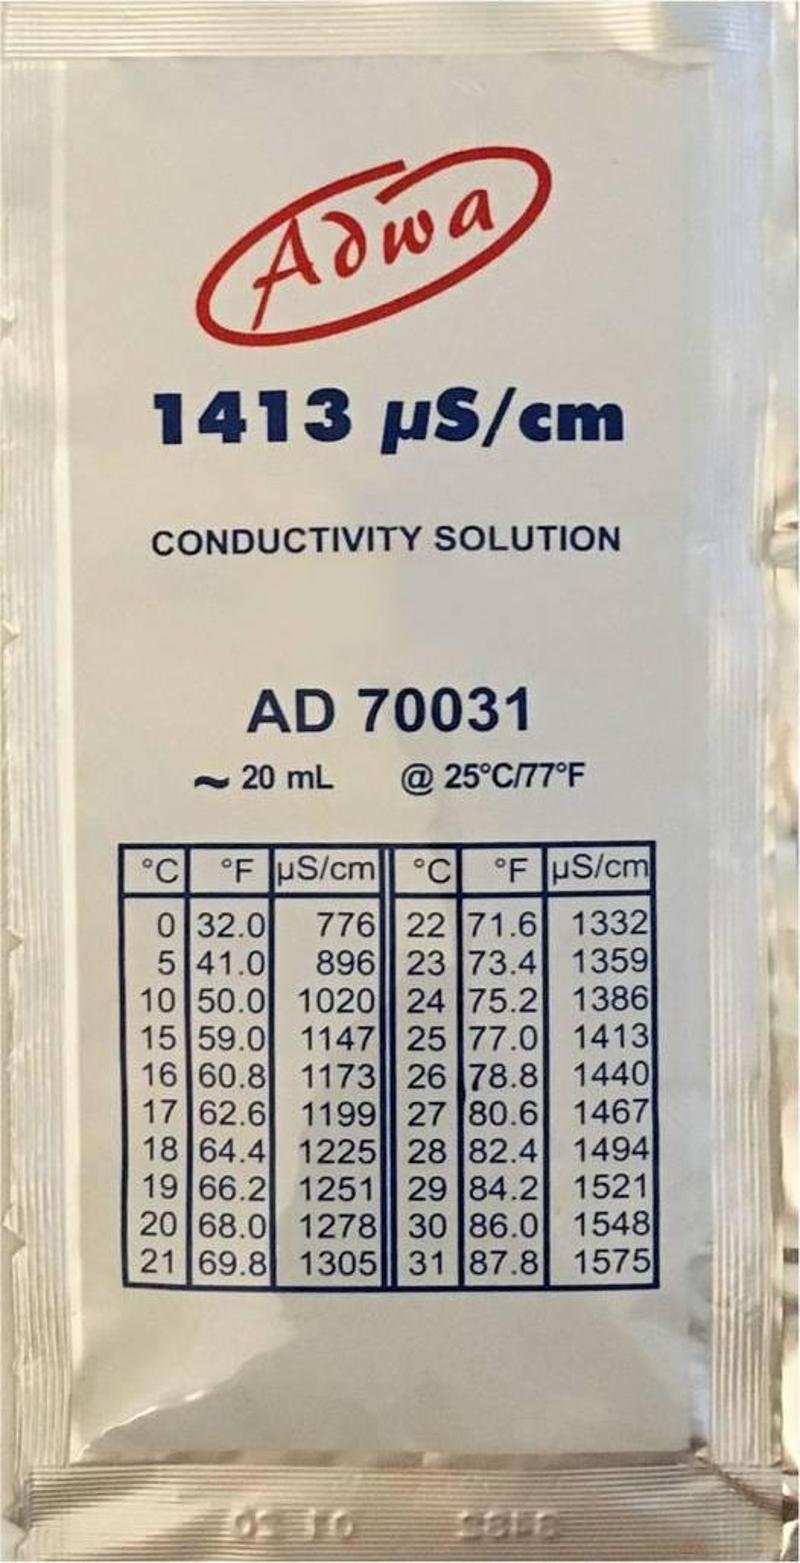 Adwa
1413 µS/cm
CONDUCTIVITY SOLUTION
AD 70031
~ 20 mL @ 25°C/77°F
°C °F µS/cm °C °F µS/cm
0 32.0 776 22 71.6 1332
5 41.0 896 23 73.4 1359
10 50.0 1020 24 75.2 1386
15 59.0 1147 25 77.0 1413
16 60.8 1173 26 78.8 1440
17 62.6 1199 27 80.6 1467
18 64.4 1225 28 82.4 1494
19 66.2 1251 29 84.2 1521
20 68.0 1278 30 86.0 1548
21 69.8 1305 31 87.8 1575